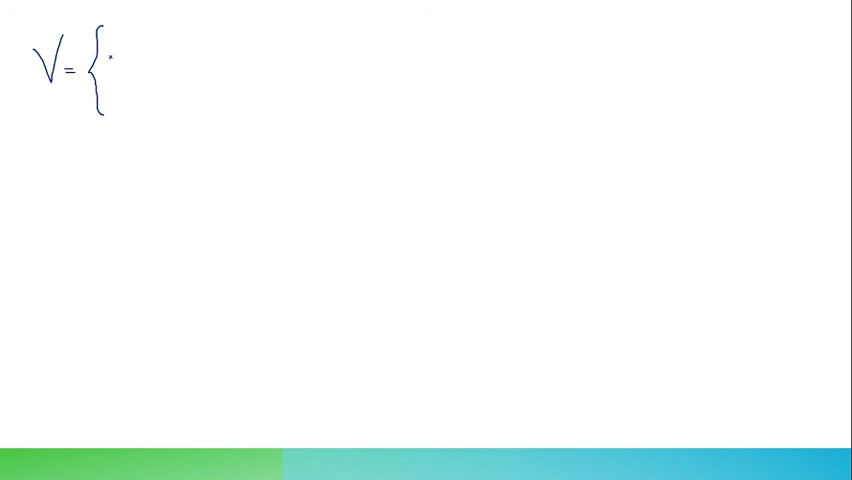 V = {